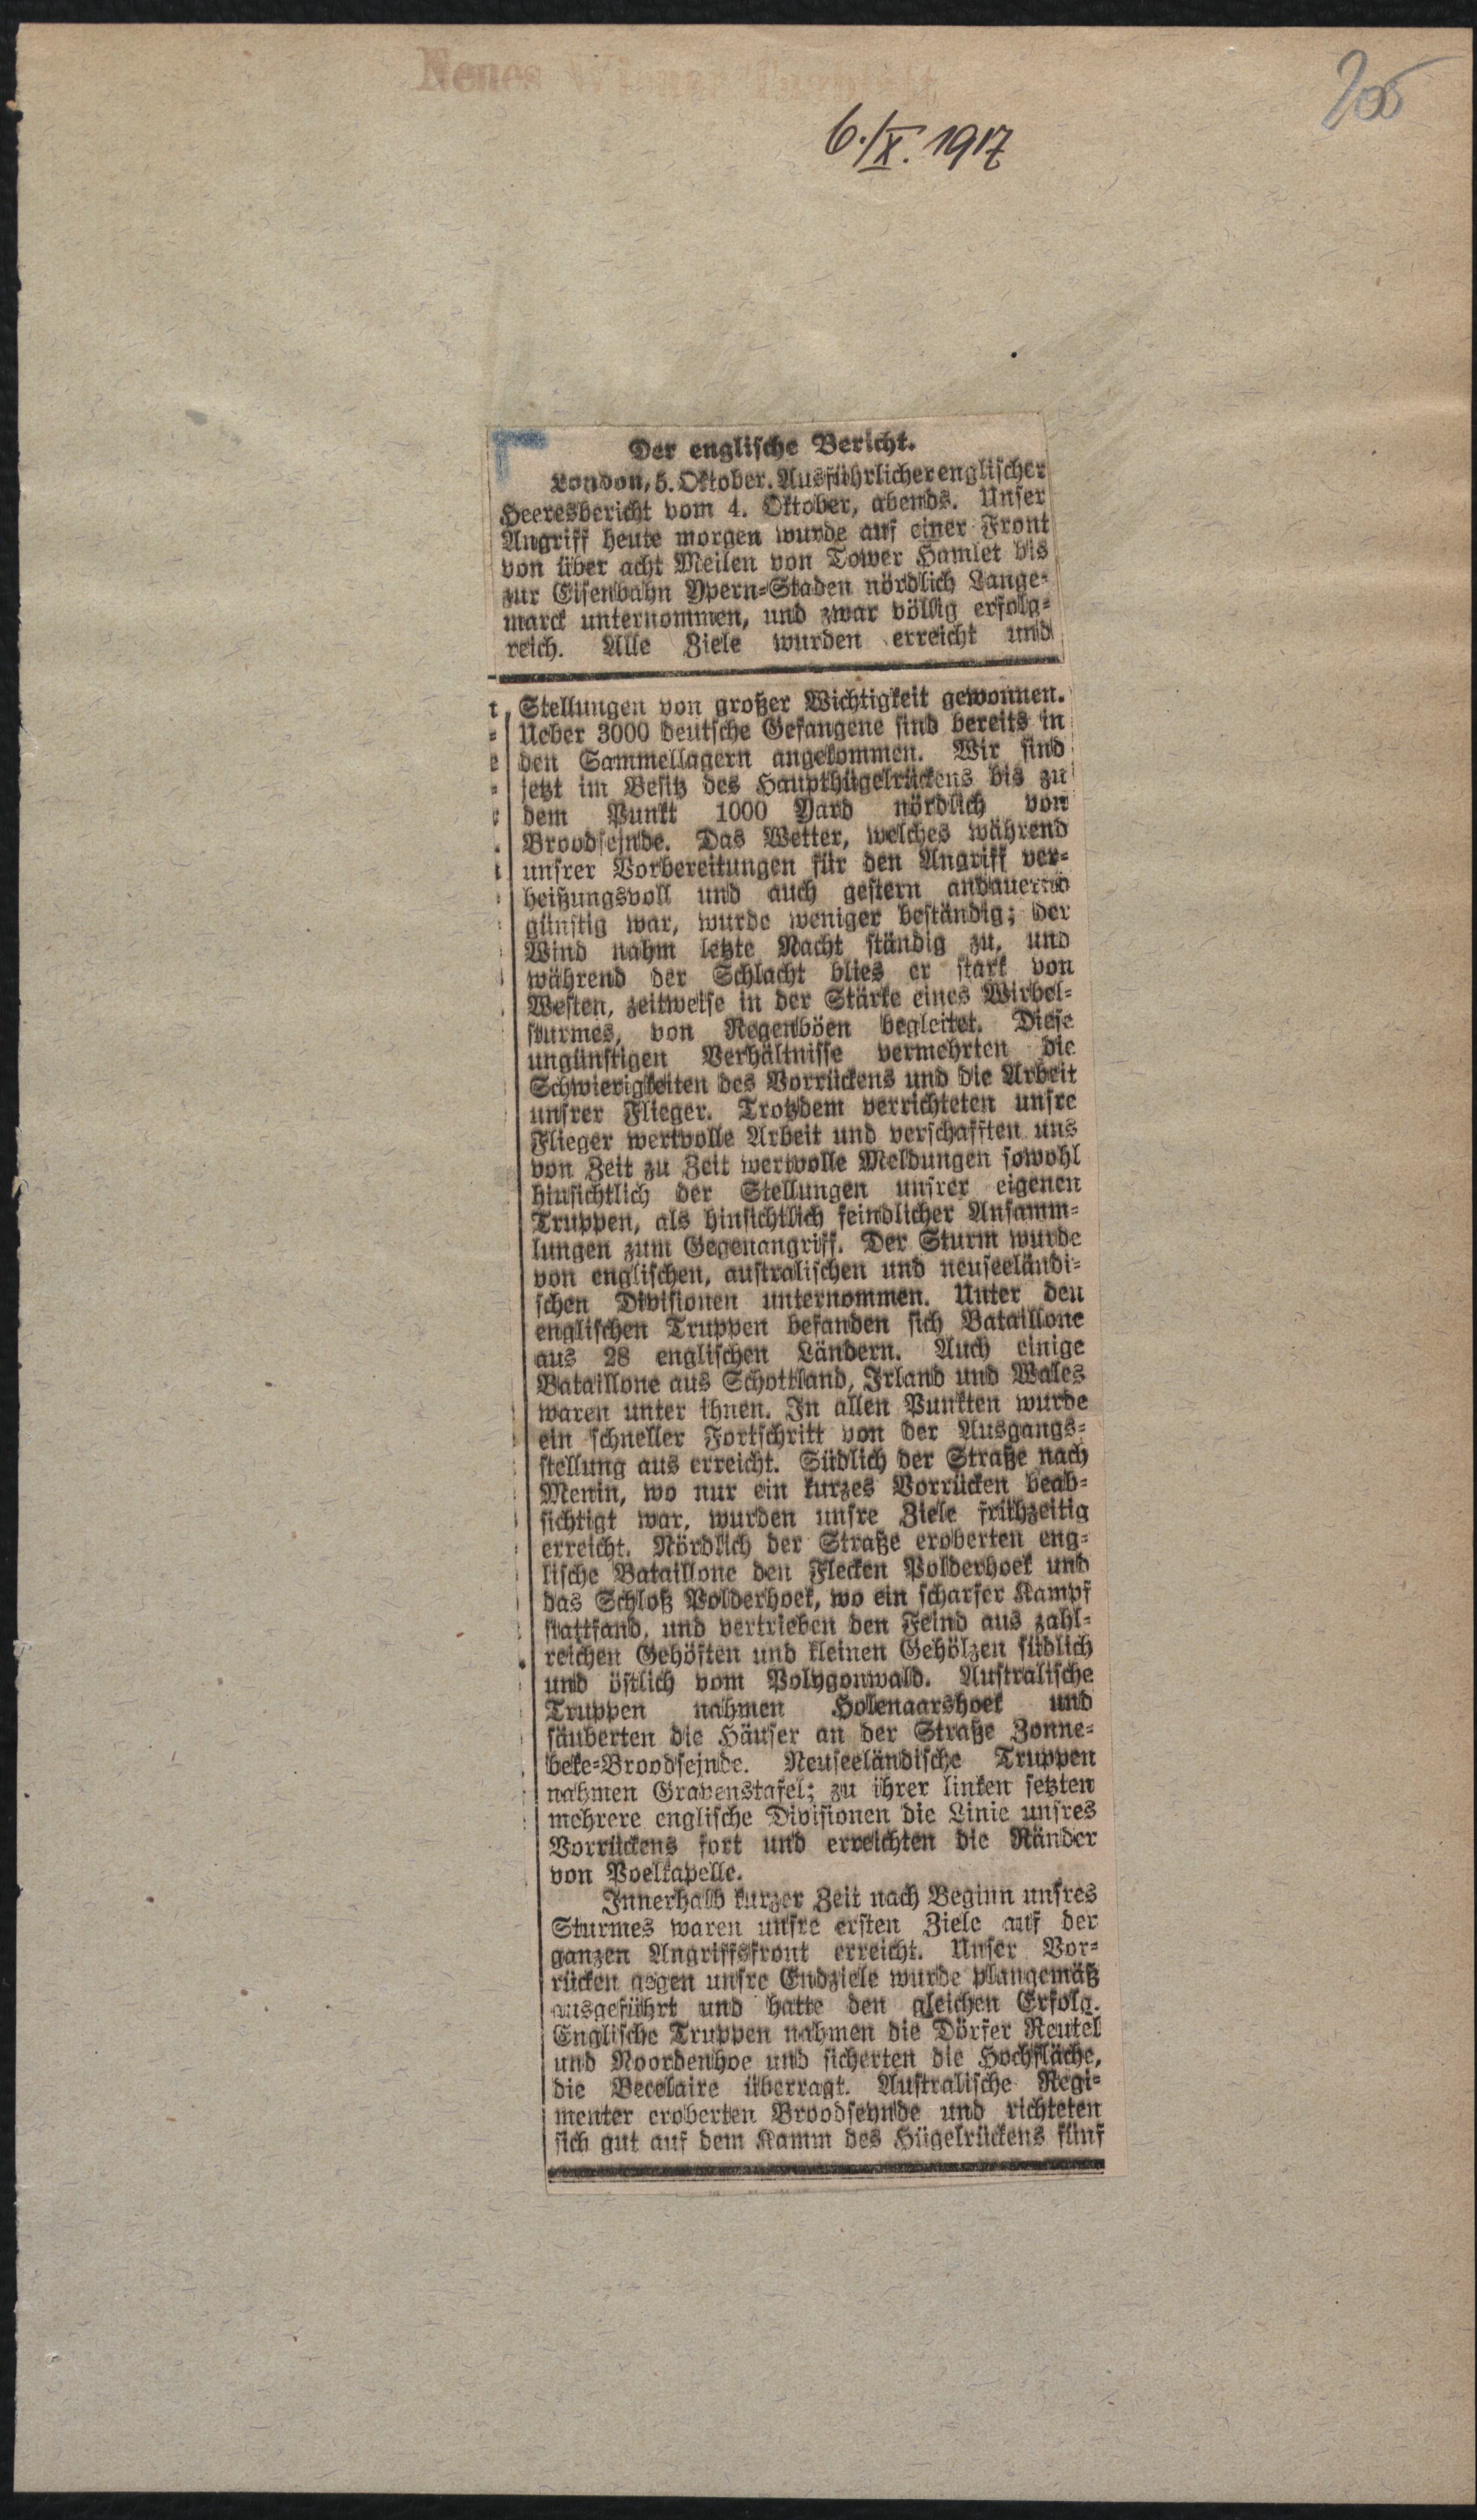 Neues Wiener Tagblatt
6./X. 1917
205
Der englische Bericht.
London, 5. Oktober. Ausführlicher englischer
Heeresbericht vom 4. Oktober, abends. Unser
Angriff heute morgen wurde auf einer Front
von über acht Meilen von Tower Hamlet bis
zur Eisenbahn Ypern-Staden nördlich Lange-
marck unternommen, und zwar völlig erfolg-
reich. Alle Ziele wurden erreicht und
Stellungen von großer Wichtigkeit gewonnen.
Ueber 3000 deutsche Gefangene sind bereits in
den Sammellagern angekommen. Wir sind
jetzt im Besitz des Haupthügelrückens bis zu
dem Punkt 1000 Yard nördlich von
Broodsejnde. Das Wetter, welches während
unsrer Vorbereitungen für den Angriff ver-
heißungsvoll und auch gestern andauernd
günstig war, wurde weniger beständig; der
Wind nahm letzte Nacht ständig zu, und
während der Schlacht blies er stark von
Westen, zeitweise in der Stärke eines Wirbel-
sturmes, von Regenböen begleitet. Diese
ungünstigen Verhältnisse vermehrten die
Schwierigkeiten des Vorrückens und die Arbeit
unsrer Flieger. Trotzdem verrichteten unsre
Flieger wertvolle Arbeit und verschafften uns
von Zeit zu Zeit wertvolle Meldungen sowohl
hinsichtlich der Stellungen unsrer eigenen
Truppen, als hinsichtlich feindlicher Ansamm-
lungen zum Gegenangriff. Der Sturm wurde
von englischen, australischen und neuseeländi-
schen Divisionen unternommen. Unter den
englischen Truppen befanden sich Bataillone
aus 28 englischen Ländern. Auch einige
Bataillone aus Schottland, Irland und Wales
waren unter ihnen. In allen Punkten wurde
ein schneller Fortschritt von der Ausgangs-
stellung aus erreicht. Südlich der Straße nach
Menin, wo nur ein kurzes Vorrücken beab-
sichtigt war, wurden unsre Ziele frühzeitig
erreicht. Nördlich der Straße eroberten eng-
lische Bataillone den Flecken Polderhoek und
das Schloß Polderhoek, wo ein scharfer Kampf
stattfand, und vertrieben den Feind aus zahl-
reichen Gehöften und kleinen Gehölzen südlich
und östlich vom Polygonwald. Australische
Truppen nahmen Holenaarshoek und
säuberten die Häuser an der Straße Zonne-
beke-Broodsejnde. Neuseeländische Truppen
nahmen Gravenstafel; zu ihrer linken setzten
mehrere englische Divisionen die Linie unsres
Vorrückens fort und erreichten die Ränder
von Poelkapelle.
Innerhalb kurzer Zeit nach Beginn unsres
Sturmes waren unsre ersten Ziele auf der
ganzen Angriffsfront erreicht. Unser Vor-
rücken gegen unsre Endziele wurde plangemäß
ausgeführt und hatte den gleichen Erfolg.
Englische Truppen nahmen die Dörfer Reutel
und Noordenhoe und sicherten die Hochfläche,
die Becelaire überragt. Australische Regi-
menter eroberten Broodseynde und richteten
sich gut auf dem Kamm des Hügelrückens fünf